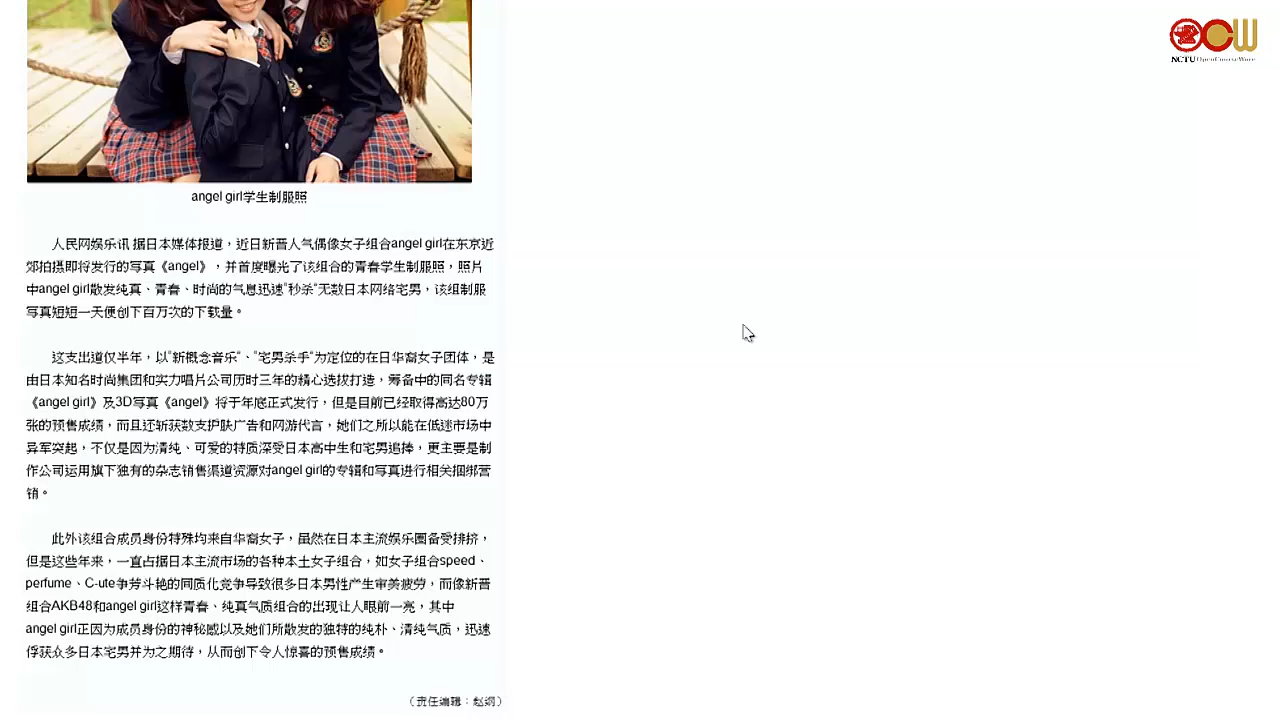 NCTU OpenCourseWare
angel girl学生制服照
人民网娱乐讯 据日本媒体报道，近日新晋人气偶像女子组合angel girl在东京近
郊拍摄即将发行的写真《angel》，并首度曝光了该组合的青春学生制服照，照片
中angel girl散发纯真、青春、时尚的气息迅速"秒杀"无数日本网络宅男，该组制服
写真短短一天便创下百万次的下载量。
这支出道仅半年，以"新概念音乐"、"宅男杀手"为定位的在日华裔女子团体，是
由日本知名时尚集团和实力唱片公司历时三年的精心选拔打造，筹备中的同名专辑
《angel girl》及3D写真《angel》将于年底正式发行，但是目前已经取得高达80万
张的预售成绩，而且还斩获数支护肤广告和网游代言，她们之所以能在低迷市场中
异军突起，不仅是因为清纯、可爱的特质深受日本高中生和宅男追捧，更主要是制
作公司运用旗下独有的杂志销售渠道资源对angel girl的专辑和写真进行相关捆绑营
销。
此外该组合成员身份特殊均来自华裔女子，虽然在日本主流娱乐圈备受排挤，
但是这些年来，一直占据日本主流市场的各种本土女子组合，如女子组合speed、
perfume、C-ute争芳斗艳的同质化竞争导致很多日本男性产生审美疲劳，而像新晋
组合AKB48和angel girl这样青春、纯真气质组合的出现让人眼前一亮，其中
angel girl正因为成员身份的神秘感以及她们所散发的独特的纯朴、清纯气质，迅速
俘获众多日本宅男并为之期待，从而创下令人惊喜的预售成绩。
（责任编辑：赵纲）